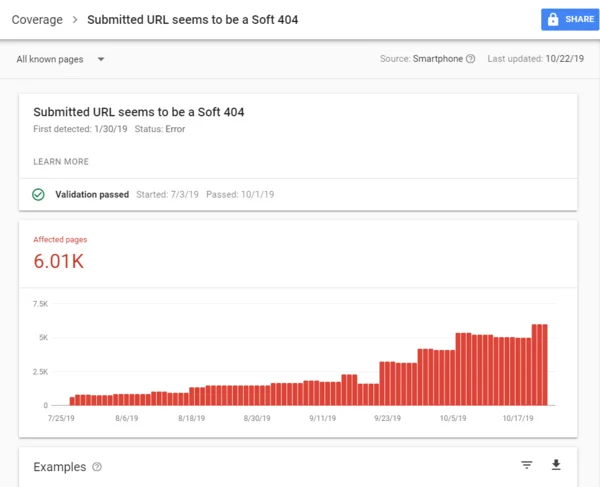 Coverage > Submitted URL seems to be a Soft 404
SHARE
All known pages
Source: Smartphone Last updated: 10/22/19
Submitted URL seems to be a Soft 404
First detected: 1/30/19 Status: Error
LEARN MORE
Validation passed Started: 7/3/19 Passed: 10/1/19
Affected pages
6.01K
7.5K
5K
2.5K
0
7/25/19 8/6/19 8/18/19 8/30/19 9/11/19 9/23/19 10/5/19 10/17/19
Examples